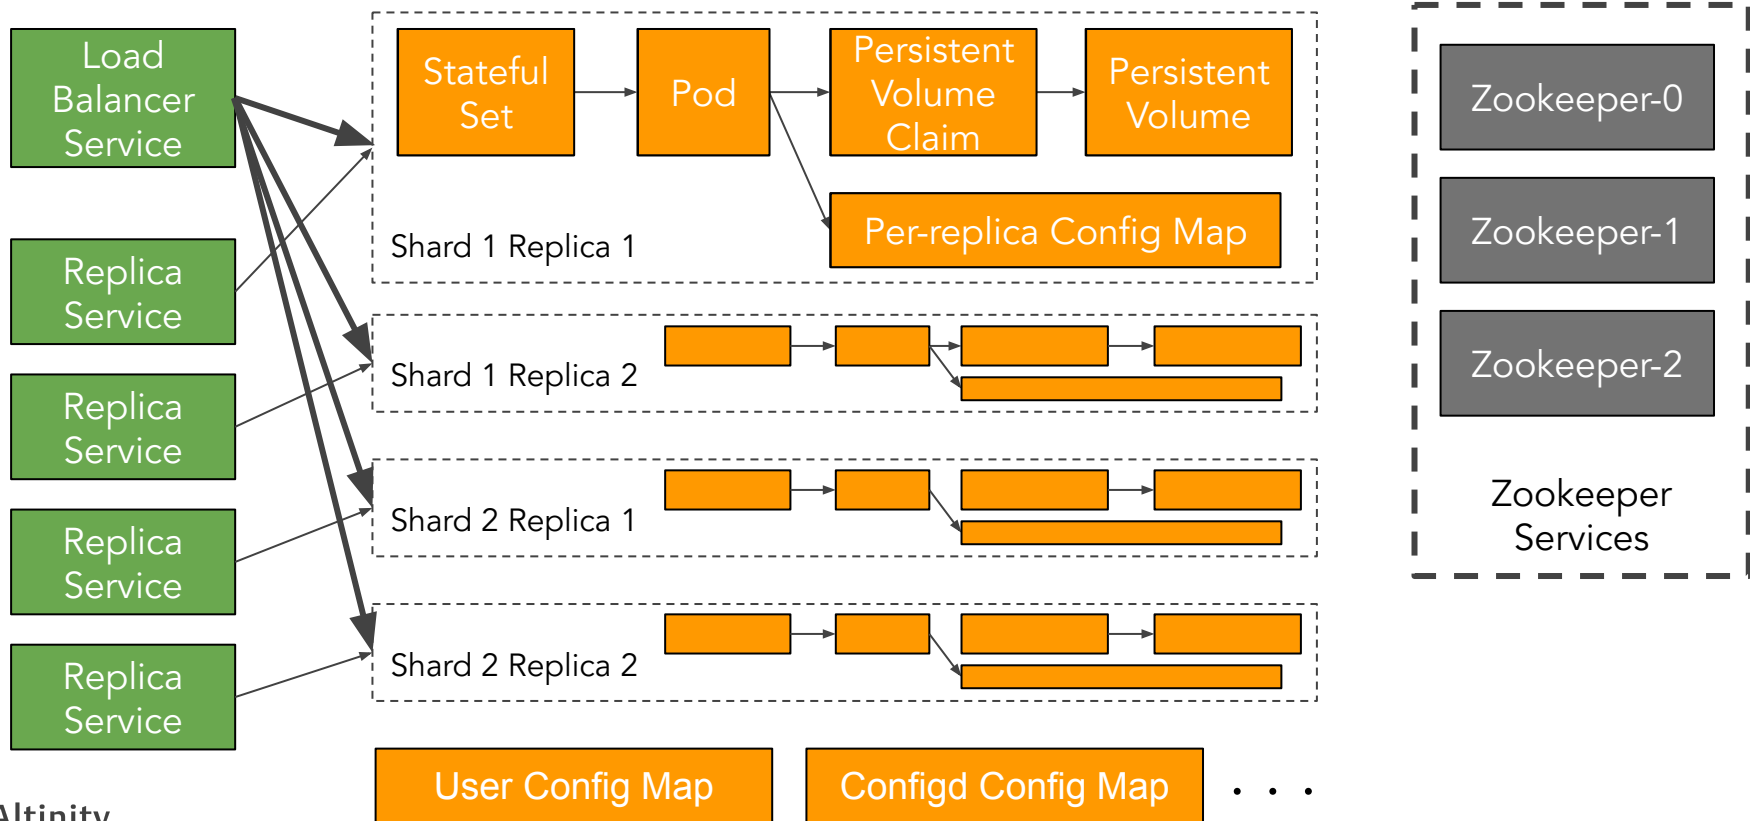 Load
Balancer
Service
Replica
Service
Replica
Service
Replica
Service
Replica
Service
Stateful
Set
Pod
Persistent
Volume
Claim
Persistent
Volume
Per-replica Config Map
Shard 1 Replica 1
Shard 1 Replica 2
Shard 2 Replica 1
Shard 2 Replica 2
User Config Map
Configd Config Map
. . .
Zookeeper-0
Zookeeper-1
Zookeeper-2
Zookeeper
Services
Altinity